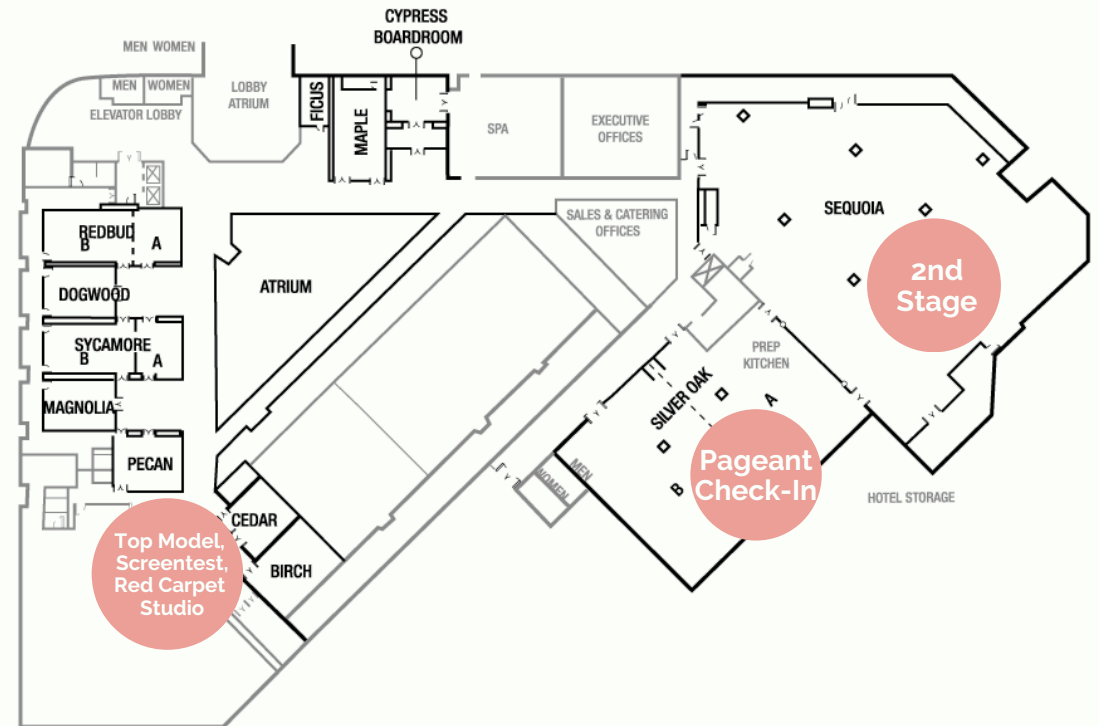 CYPRESS
BOARDROOM
MEN WOMEN
MEN
WOMEN
ELEVATOR LOBBY
LOBBY
ATRIUM
FICUS
MAPLE
SPA
EXECUTIVE
OFFICES
SEQUOIA
SALES & CATERING
OFFICES
REDBUD
B
A
DOGWOOD
SYCAMORE
B
A
MAGNOLIA
PECAN
ATRIUM
2nd
Stage
PREP
KITCHEN
SILVER OAK
A
B
Pageant
Check-In
MEN
WOMEN
HOTEL STORAGE
CEDAR
BIRCH
Top Model,
Screentest,
Red Carpet
Studio